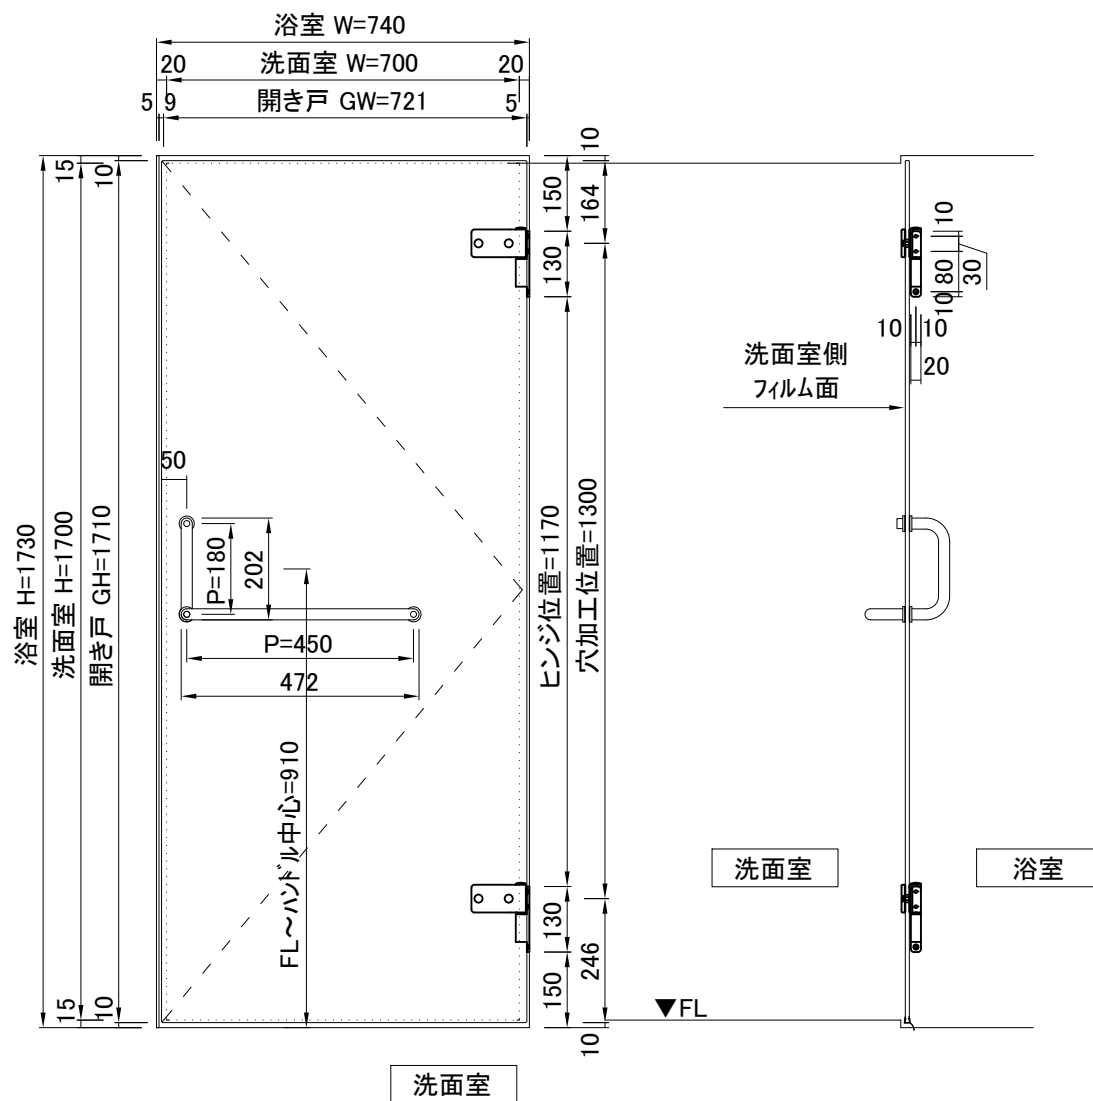 浴室 W=740
20 洗面室 W=700 20
5 9 開き戸 GW=721 5
浴室 H=1730
15
15
洗面室 H=1700
10
10
開き戸 GH=1710
50
P=180
202
P=450
472
FL~ハンドル中心=910
150
130
ヒンジ位置=1170
130
150
10
164
穴加工位置=1300
246
10
10
80
30
10
10 10
20
洗面室側
フィルム面
洗面室
浴室
▼FL
洗面室